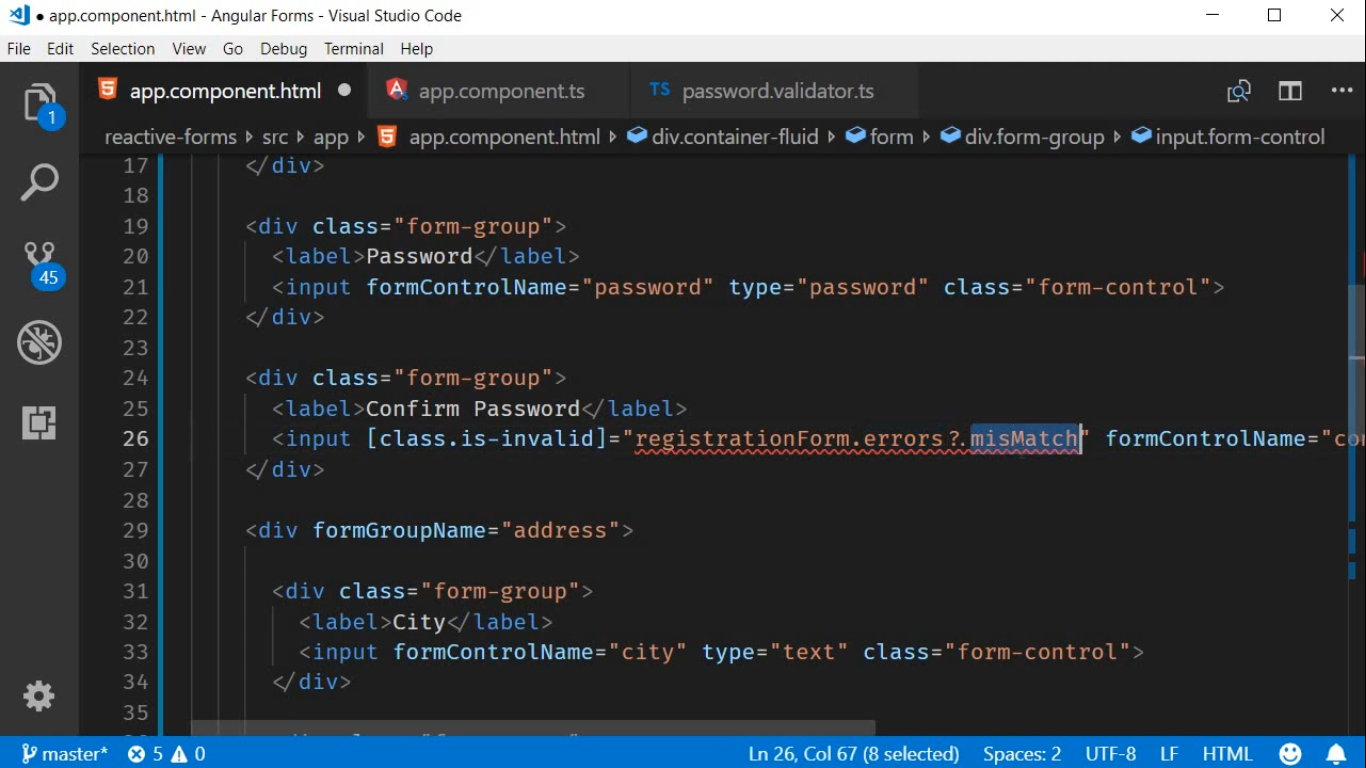 app.component.html - Angular Forms - Visual Studio Code
File Edit Selection View Go Debug Terminal Help
1
app.component.html app.component.ts TS password.validator.ts
reactive-forms src app app.component.html div.container-fluid form div.form-group input.form-control
17 </div>
18
19 <div class="form-group">
20 <label>Password</label>
21 <input formControlName="password" type="password" class="form-control">
22 </div>
23
24 <div class="form-group">
25 <label>Confirm Password</label>
26 <input [class.is-invalid]="registrationForm.errors?.misMatch" formControlName="co
27 </div>
28
29 <div formGroupName="address">
30
31 <div class="form-group">
32 <label>City</label>
33 <input formControlName="city" type="text" class="form-control">
34 </div>
35
45
master* 5 0 Ln 26, Col 67 (8 selected) Spaces: 2 UTF-8 LF HTML